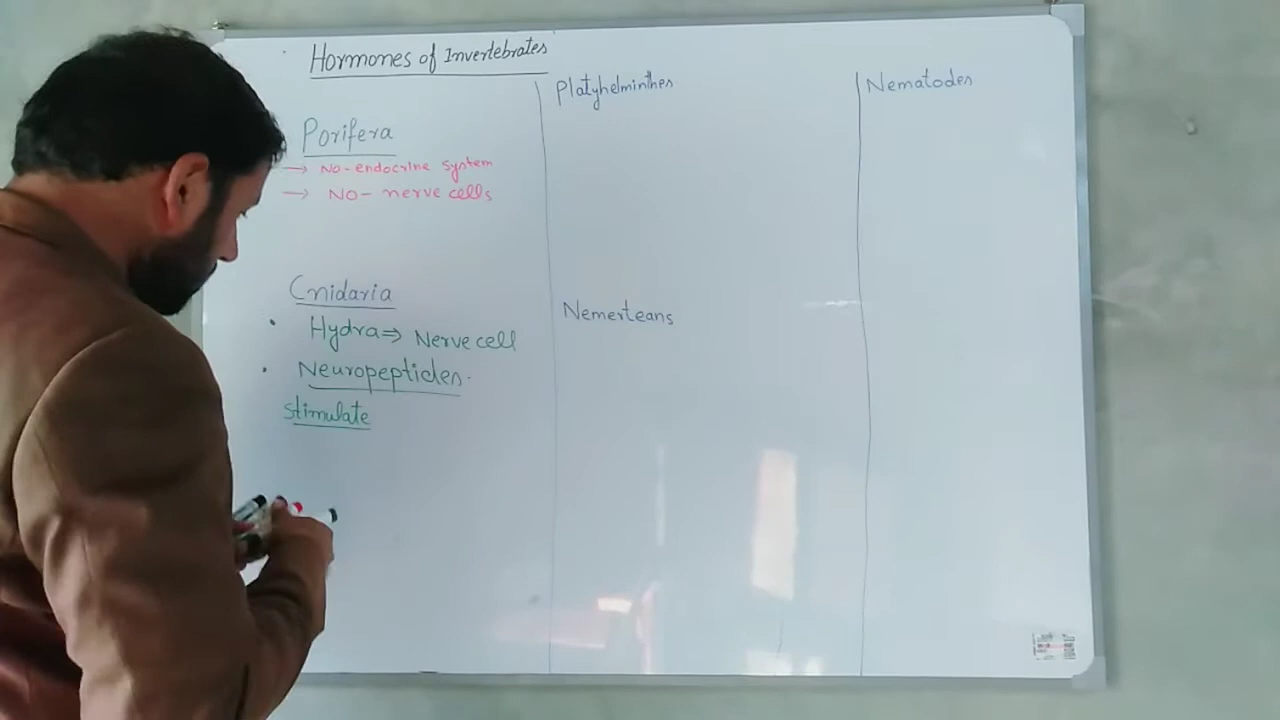 Hormones of Invertebrates
Porifera
→ No-endocrine system
→ NO- nerve cells
Cnidaria
• Hydra ⇒ Nerve cell
• Neuropeptides.
Stimulate
Platyhelminthes
Nemerteans
Nematodes